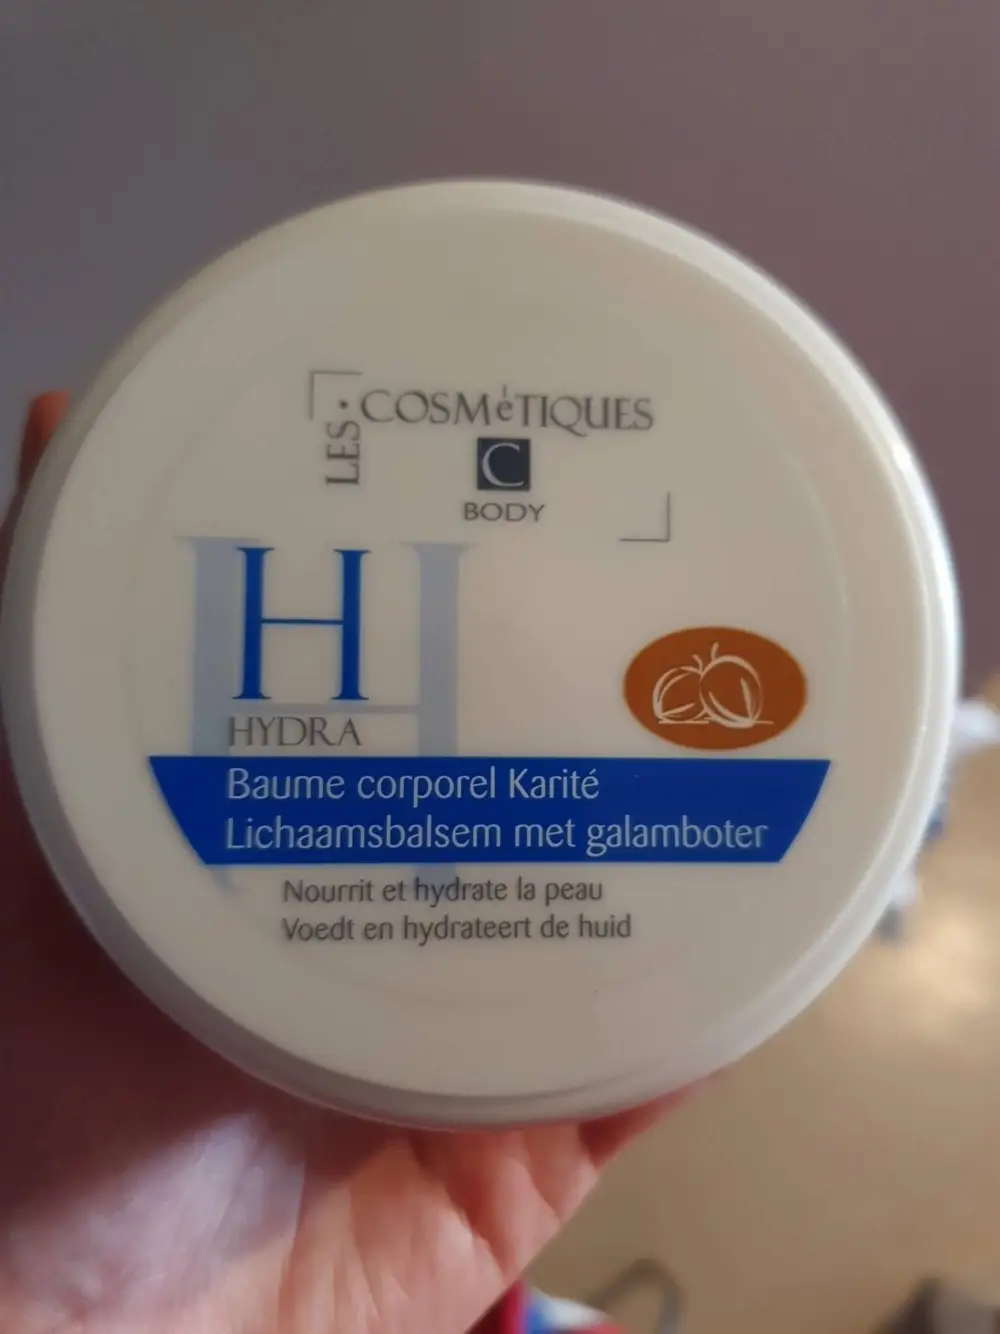 LES · COSMéTIQUES
C
BODY
H
HYDRA
Baume corporel Karité
Lichaamsbalsem met galamboter
Nourrit et hydrate la peau
Voedt en hydrateert de huid